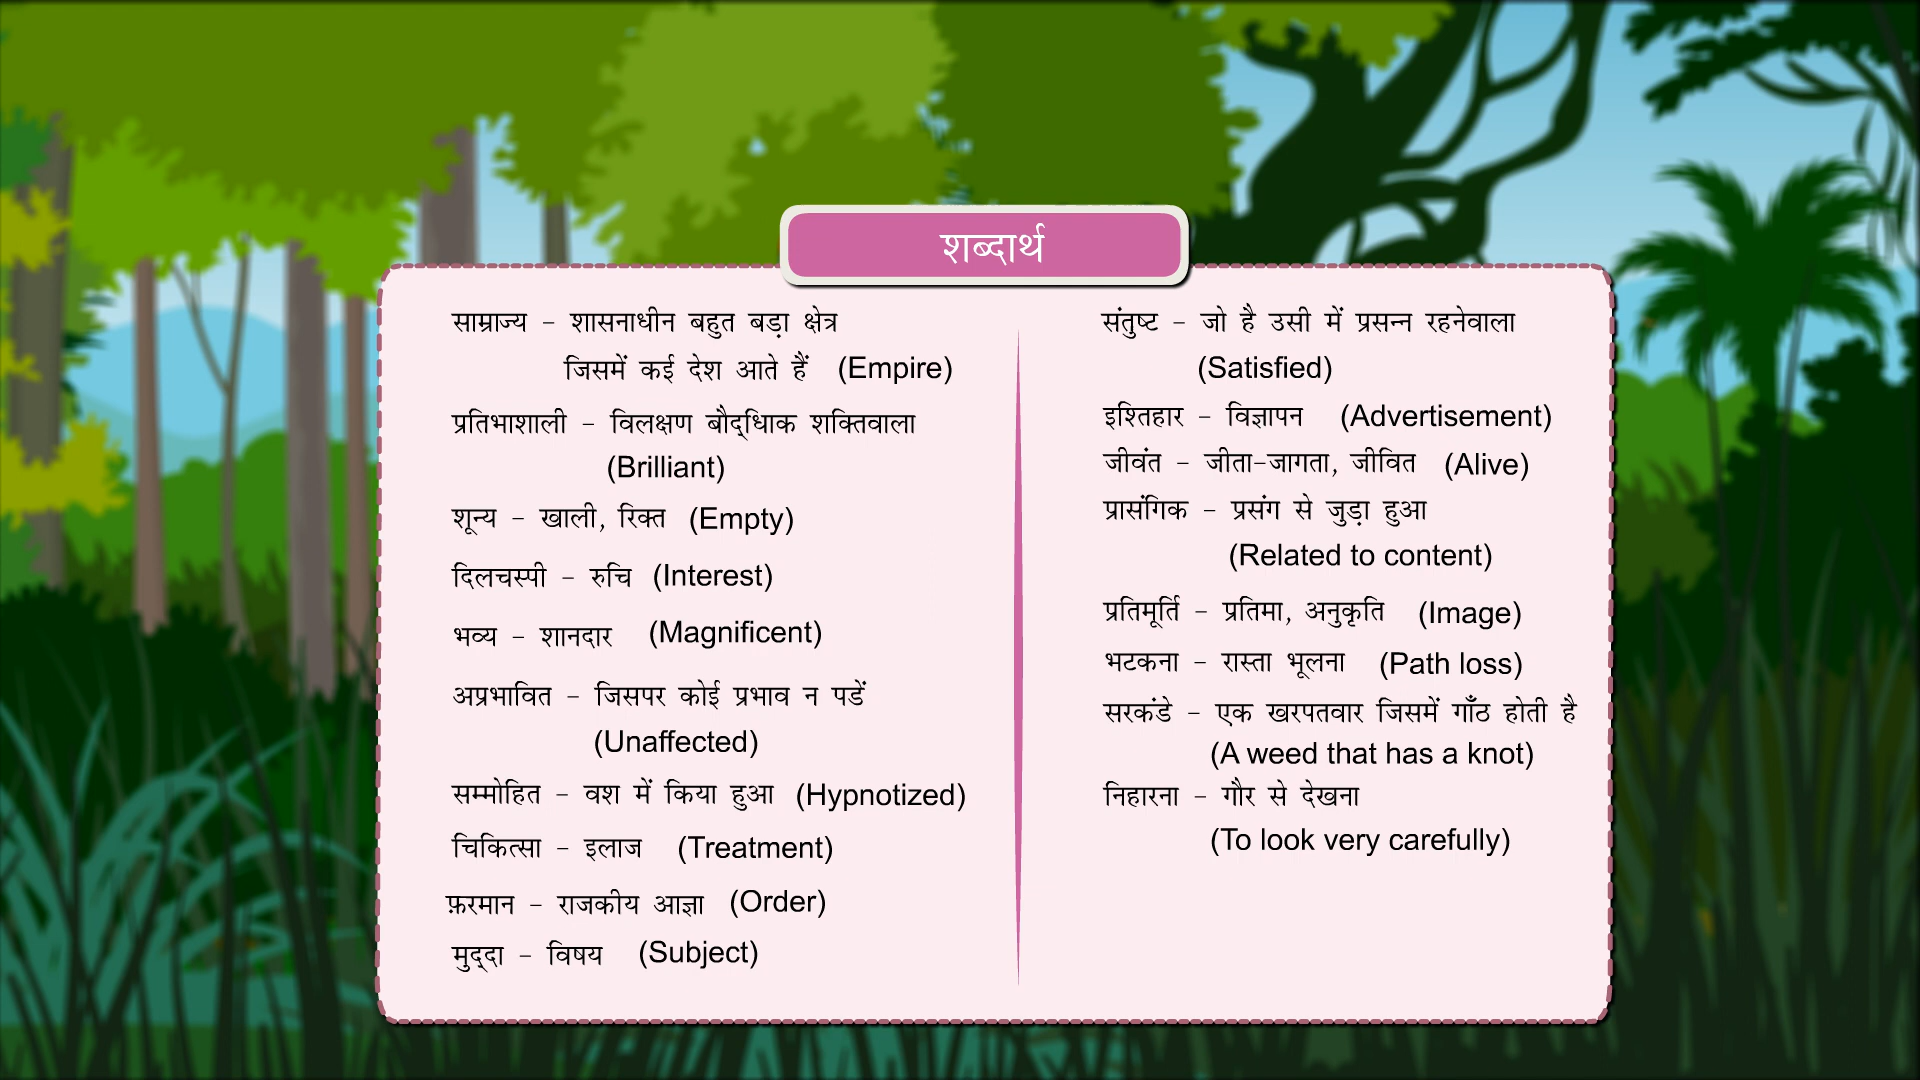 शब्दार्थ
साम्राज्य – शासनाधीन बहुत बड़ा क्षेत्र
जिसमें कई देश आते हैं (Empire)
प्रतिभाशाली – विलक्षण बौद्धिाक शक्तिवाला
(Brilliant)
शून्य – खाली, रिक्त (Empty)
दिलचस्पी – रुचि (Interest)
भव्य – शानदार (Magnificent)
अप्रभावित – जिसपर कोई प्रभाव न पडें
(Unaffected)
सम्मोहित – वश में किया हुआ (Hypnotized)
चिकित्सा – इलाज (Treatment)
फ़रमान – राजकीय आज्ञा (Order)
मुद्दा – विषय (Subject)
संतुष्ट – जो है उसी में प्रसन्न रहनेवाला
(Satisfied)
इश्तिहार – विज्ञापन (Advertisement)
जीवंत – जीता-जागता, जीवित (Alive)
प्रासंगिक – प्रसंग से जुड़ा हुआ
(Related to content)
प्रतिमूर्ति – प्रतिमा, अनुकृति (Image)
भटकना – रास्ता भूलना (Path loss)
सरकंडे – एक खरपतवार जिसमें गाँठ होती है
(A weed that has a knot)
निहारना – गौर से देखना
(To look very carefully)